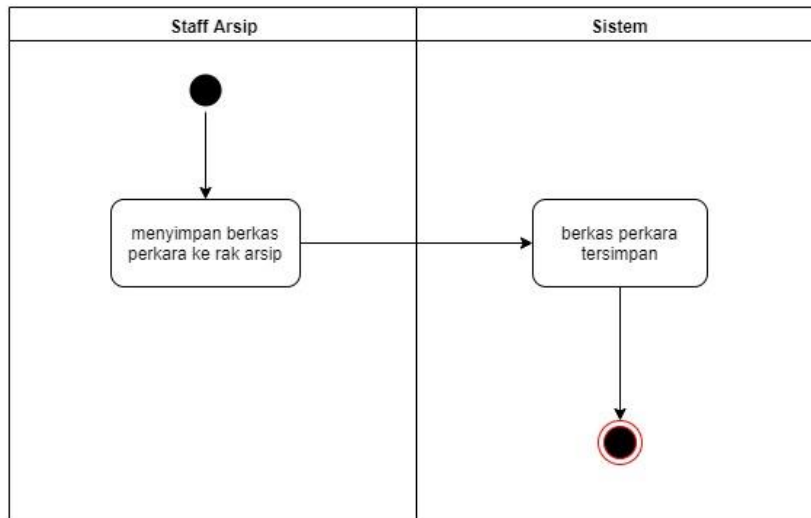 Staff Arsip
Sistem
menyimpan berkas
perkara ke rak arsip
berkas perkara
tersimpan